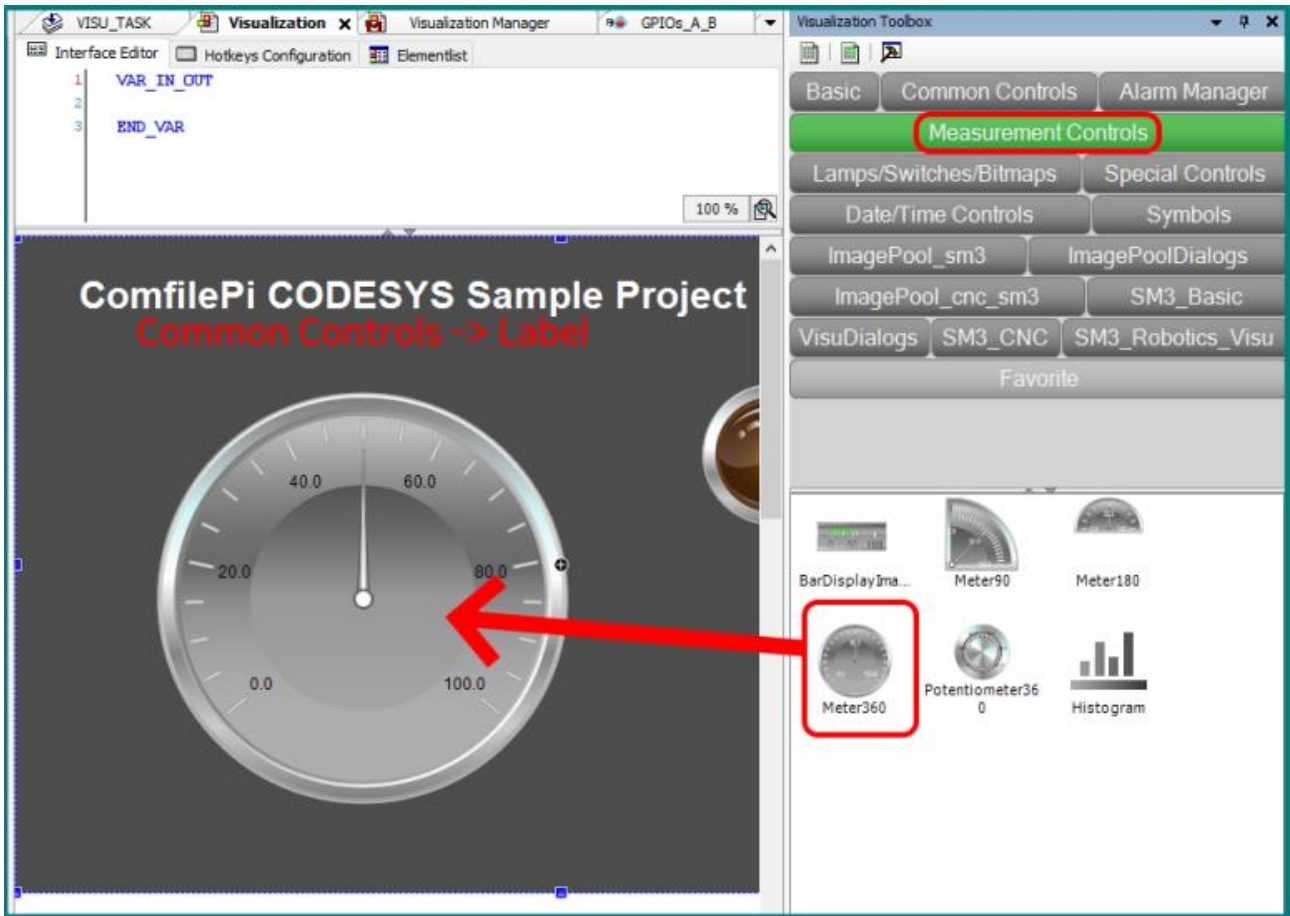 VISU_TASK
Visualization x
Visualization Manager
GPIOs_A_B
Interface Editor
Hotkeys Configuration
Elementlist
1 VAR_IN_OUT
2
3 END_VAR
100 %
ComfilePi CODESYS Sample Project
Common Controls -> Label
40.0 60.0
20.0 80.0
0.0 100.0
Visualization Toolbox
Basic Common Controls Alarm Manager
Measurement Controls
Lamps/Switches/Bitmaps Special Controls
Date/Time Controls Symbols
ImagePool_sm3 ImagePoolDialogs
ImagePool_cnc_sm3 SM3_Basic
VisuDialogs SM3_CNC SM3_Robotics_Visu
Favorite
BarDisplayIma... Meter90 Meter180
Meter360
Potentiometer36
0
Histogram